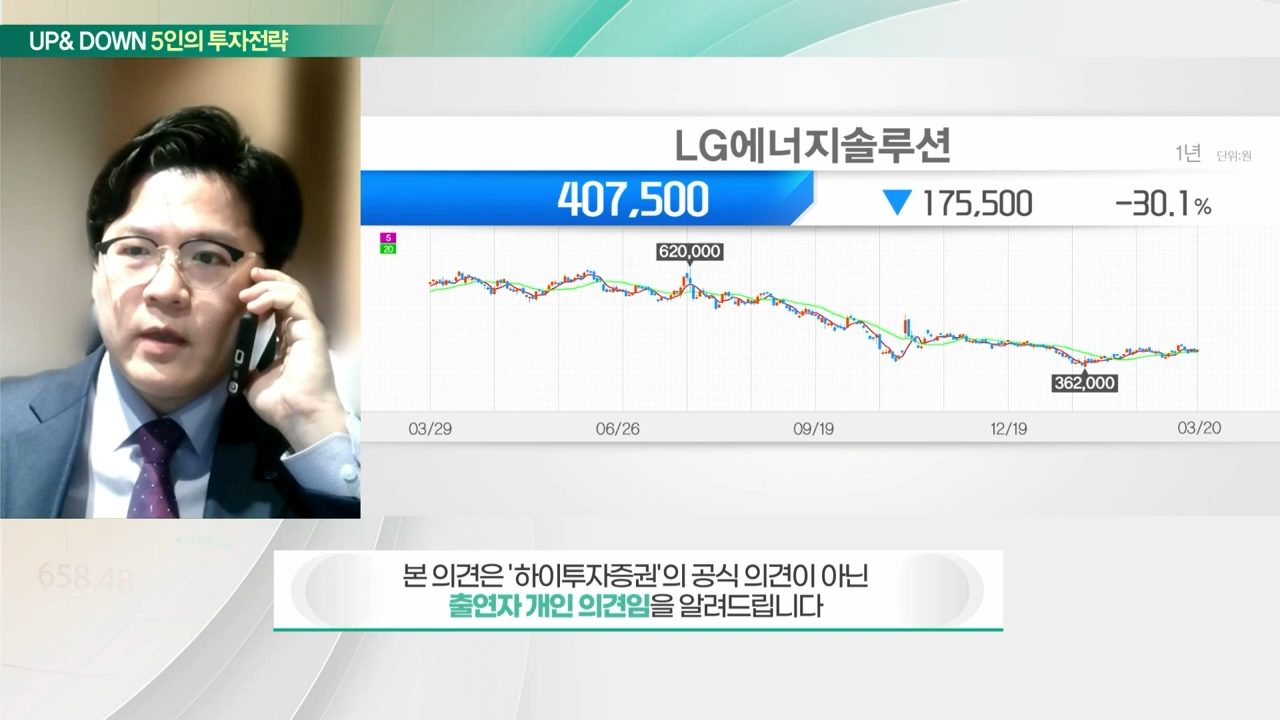 UP& DOWN 5인의 투자전략
LG에너지솔루션
1년 단위:원
407,500 ▼ 175,500 -30.1%
5
20
620,000
362,000
03/29 06/26 09/19 12/19 03/20
658.48
본 의견은 '하이투자증권'의 공식 의견이 아닌
출연자 개인 의견임을 알려드립니다